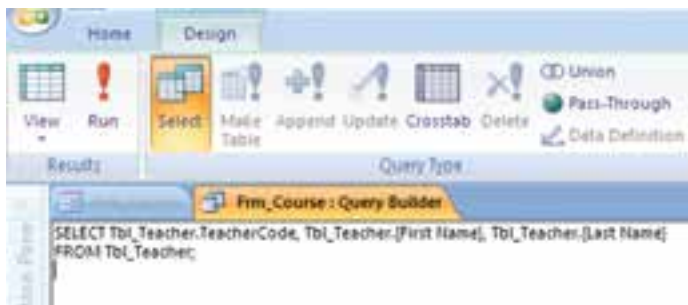 Home Design
View Run Select Make Table Append Update Crosstab Delete Union
Pass-Through
Data Definition
Results Query Type
Frm_Course : Query Builder
SELECT Tbl_Teacher.TeacherCode, Tbl_Teacher.[First Name], Tbl_Teacher.[Last Name]
FROM Tbl_Teacher;